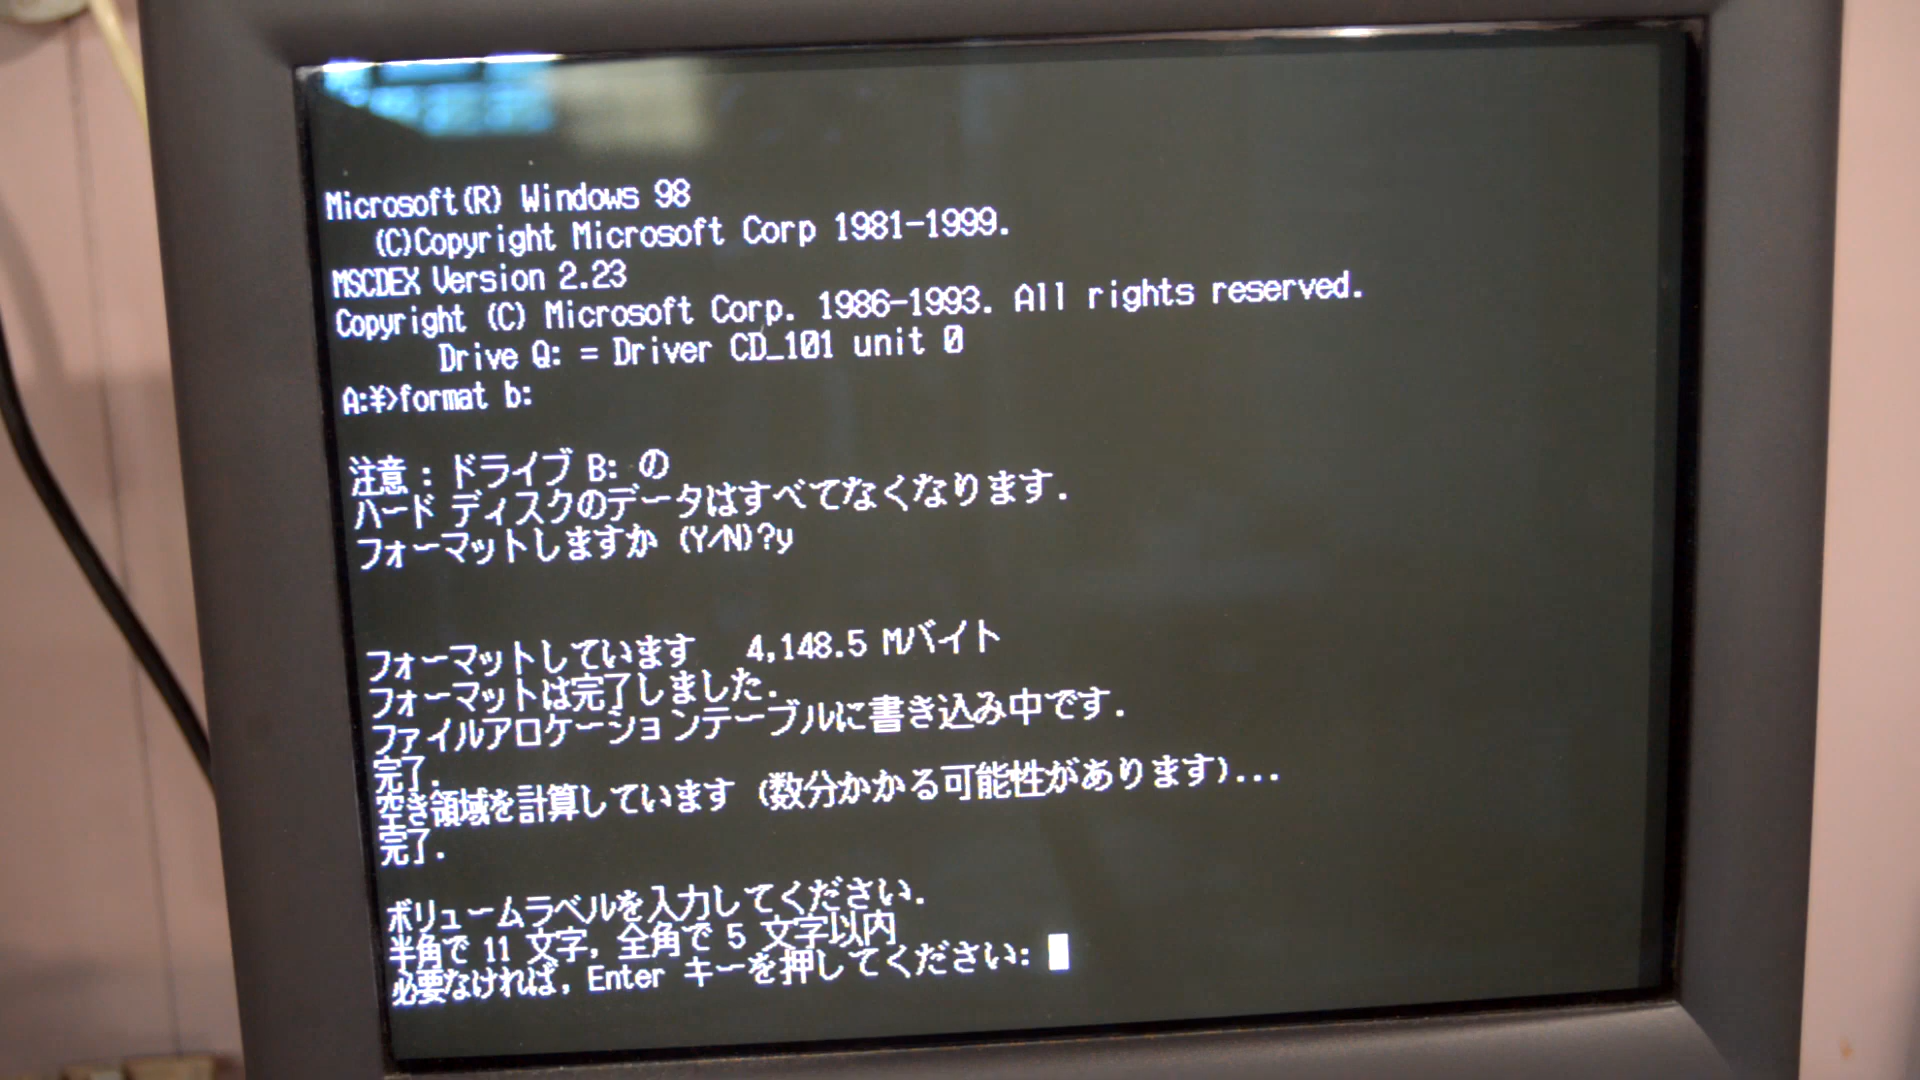 Microsoft(R) Windows 98
(C)Copyright Microsoft Corp 1981-1999.
MSCDEX Version 2.23
Copyright (C) Microsoft Corp. 1986-1993. All rights reserved.
Drive Q: = Driver CD_101 unit 0
A:¥>format b:
注意 : ドライブ B: の
ハード ディスクのデータはすべてなくなります.
フォーマットしますか (Y/N)?y
フォーマットしています 4,148.5 Mバイト
フォーマットは完了しました.
ファイルアロケーションテーブルに書き込み中です.
完了.
空き領域を計算しています (数分かかる可能性があります)...
完了.
ボリュームラベルを入力してください.
半角で 11 文字, 全角で 5 文字以内
必要なければ, Enter キーを押してください: